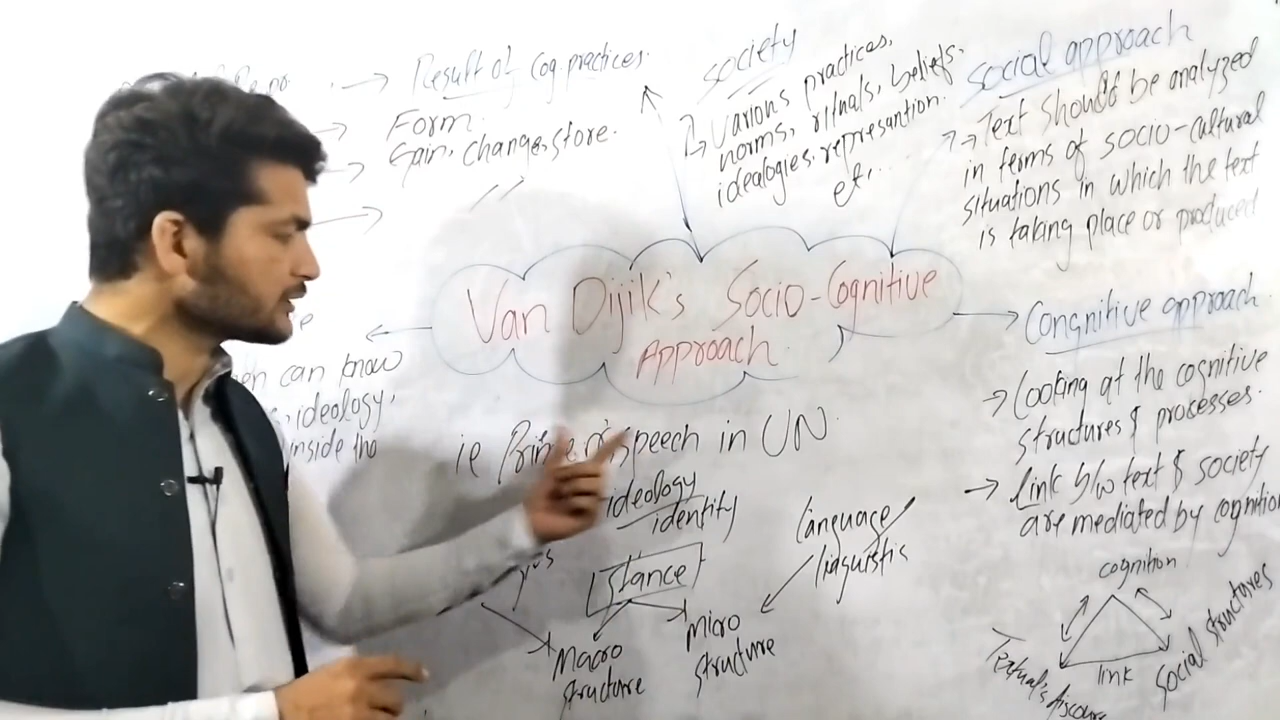 Result of Cog. practices.
Form.
Gain, change, store.
society
Various practices,
norms, rituals, beliefs.
idealogies, represantion.
etc...
social approach
Text should be analyzed
in terms of socio-cultural
situations in which the text
is taking place or produced
Van Dijik's Socio-Cognitive
Approach.
can know
ideology,
inside the
ie speech in UN
ideology
identity
stance
Macro
structure
Micro
structure
Language
linguistic
Congnitive approach
Looking at the cognitive
structures & processes.
link b/w text & society
are mediated by cognition
cognition
link
Social structures
Textual's discours